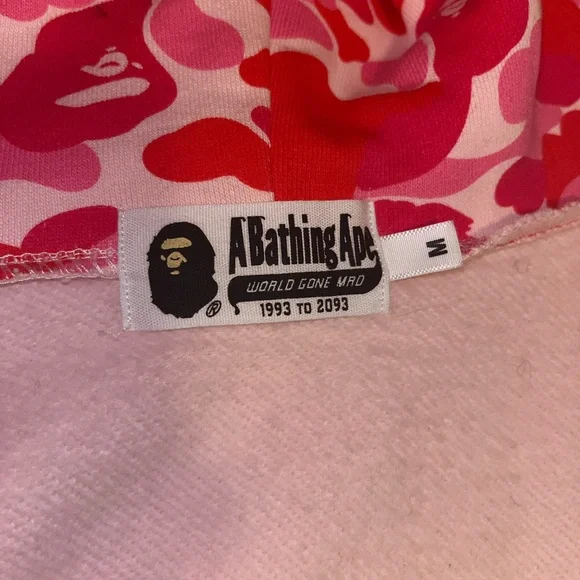 A Bathing Ape
WORLD GONE MAD
1993 TO 2093
®
M